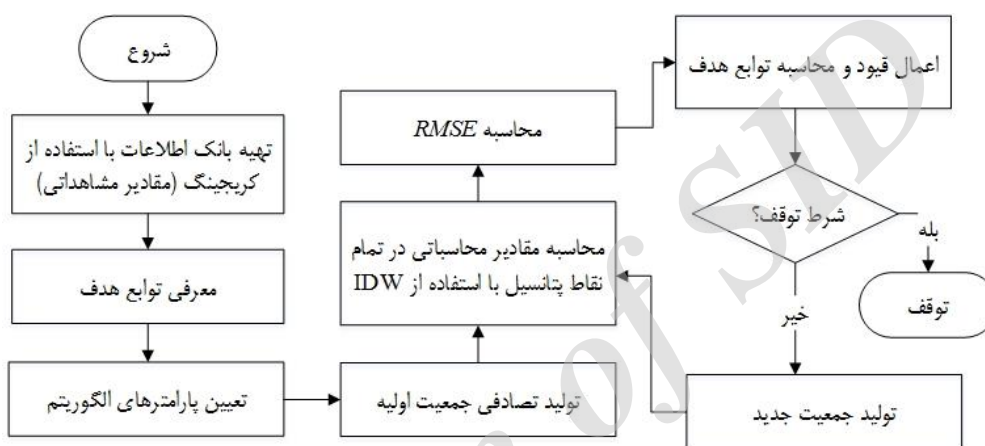 شروع
تهیه بانک اطلاعات با استفاده از
کریجینگ (مقادیر مشاهداتی)
معرفی توابع هدف
تعیین پارامترهای الگوریتم
تولید تصادفی جمعیت اولیه
محاسبه مقادیر محاسباتی در تمام
نقاط پتانسیل با استفاده از IDW
محاسبه RMSE
اعمال قیود و محاسبه توابع هدف
شرط توقف؟
بله
توقف
خیر
تولید جمعیت جدید
of SID